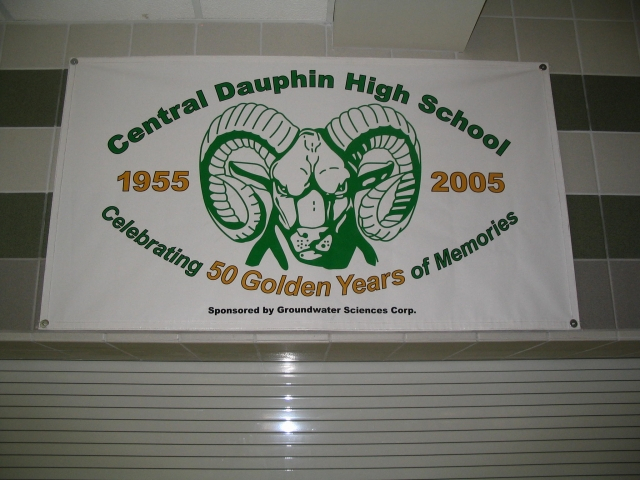 Central Dauphin High School
1955 2005
Celebrating 50 Golden Years of Memories
Sponsored by Groundwater Sciences Corp.